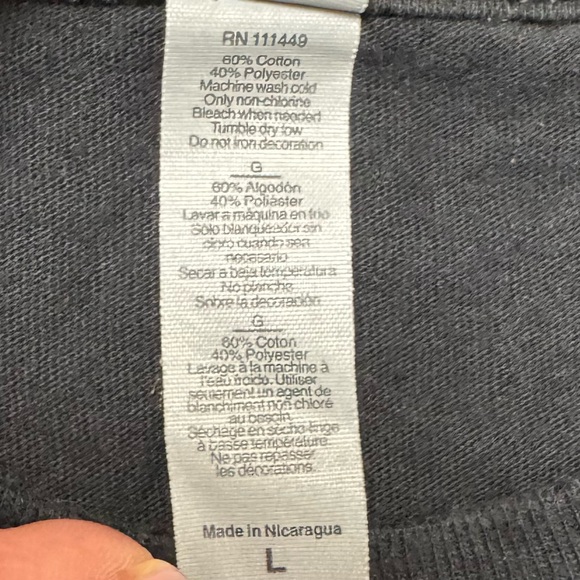 RN 111449
60% Cotton
40% Polyester
Machine wash cold
Only non-chlorine
Bleach when needed
Tumble dry low
Do not iron decoration
G
60% Algodón
40% Poliéster
Lavar a máquina en frío
Sólo blanqueador sin
cloro cuando sea
necesario
Secar a baja temperatura
No planche
Sobre la decoración
G
60% Coton
40% Polyester
Lavage à la machine à
l'eau froide. Utiliser
seulement un agent de
blanchiment non chloré
au besoin.
Séchage en sèche-linge
à basse température.
Ne pas repasser
les décorations.
Made in Nicaragua
L